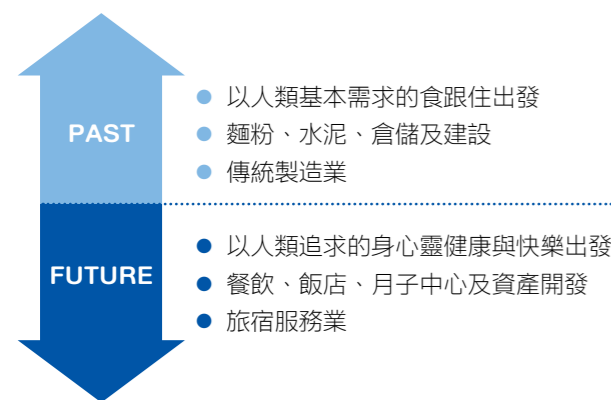 PAST
● 以人類基本需求的食跟住出發
● 麵粉、水泥、倉儲及建設
● 傳統製造業
FUTURE
● 以人類追求的身心靈健康與快樂出發
● 餐飲、飯店、月子中心及資產開發
● 旅宿服務業